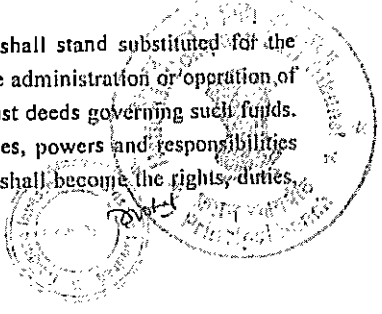 shall stand substituted for the
administration or operation of
ust deeds governing such funds.
es, powers and responsibilities
shall become the rights, duties,